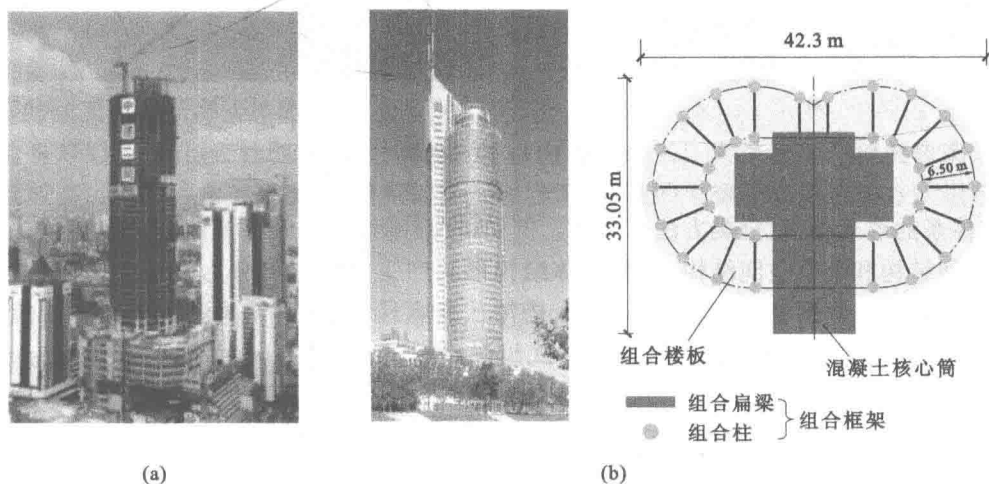 42.3 m
33.05 m
6.50 m
组合楼板
混凝土核心筒
组合扁梁
组合柱
组合框架
(a)
(b)